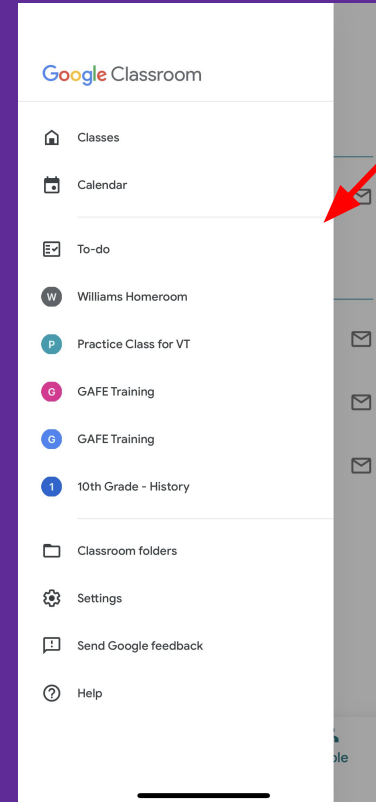 Google Classroom
Classes
Calendar
To-do
W
Williams Homeroom
P
Practice Class for VT
G
GAFE Training
G
GAFE Training
1
10th Grade - History
Classroom folders
Settings
Send Google feedback
Help